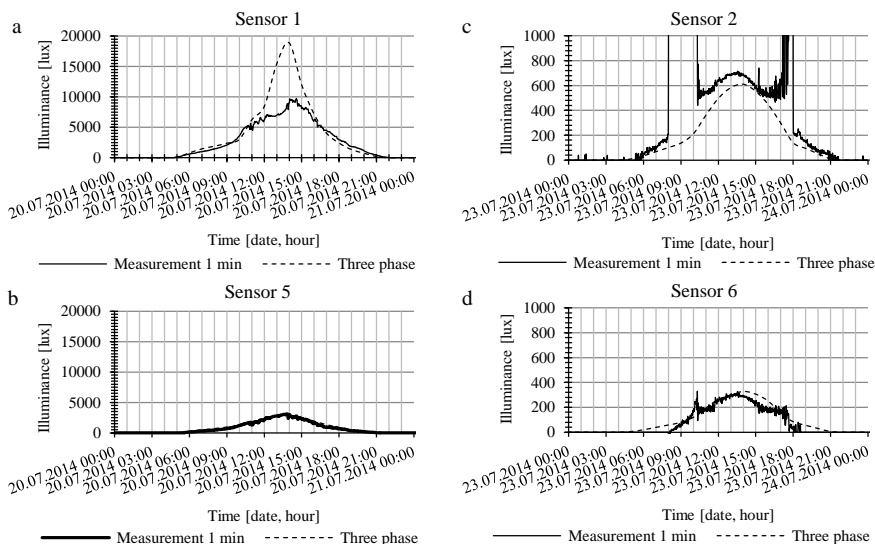 a
Sensor 1
Illuminance [lux]
20000
15000
10000
5000
0
20.07.2014 00:00
20.07.2014 03:00
20.07.2014 06:00
20.07.2014 09:00
20.07.2014 12:00
20.07.2014 15:00
20.07.2014 18:00
20.07.2014 21:00
21.07.2014 00:00
Time [date, hour]
Measurement 1 min
Three phase
b
Sensor 5
Illuminance [lux]
20000
15000
10000
5000
0
20.07.2014 00:00
20.07.2014 03:00
20.07.2014 06:00
20.07.2014 09:00
20.07.2014 12:00
20.07.2014 15:00
20.07.2014 18:00
20.07.2014 21:00
21.07.2014 00:00
Time [date, hour]
Measurement 1 min
Three phase
c
Sensor 2
Illuminance [lux]
1000
800
600
400
200
0
23.07.2014 00:00
23.07.2014 03:00
23.07.2014 06:00
23.07.2014 09:00
23.07.2014 12:00
23.07.2014 15:00
23.07.2014 18:00
23.07.2014 21:00
24.07.2014 00:00
Time [date, hour]
Measurement 1 min
Three phase
d
Sensor 6
Illuminance [lux]
1000
800
600
400
200
0
23.07.2014 00:00
23.07.2014 03:00
23.07.2014 06:00
23.07.2014 09:00
23.07.2014 12:00
23.07.2014 15:00
23.07.2014 18:00
23.07.2014 21:00
24.07.2014 00:00
Time [date, hour]
Measurement 1 min
Three phase